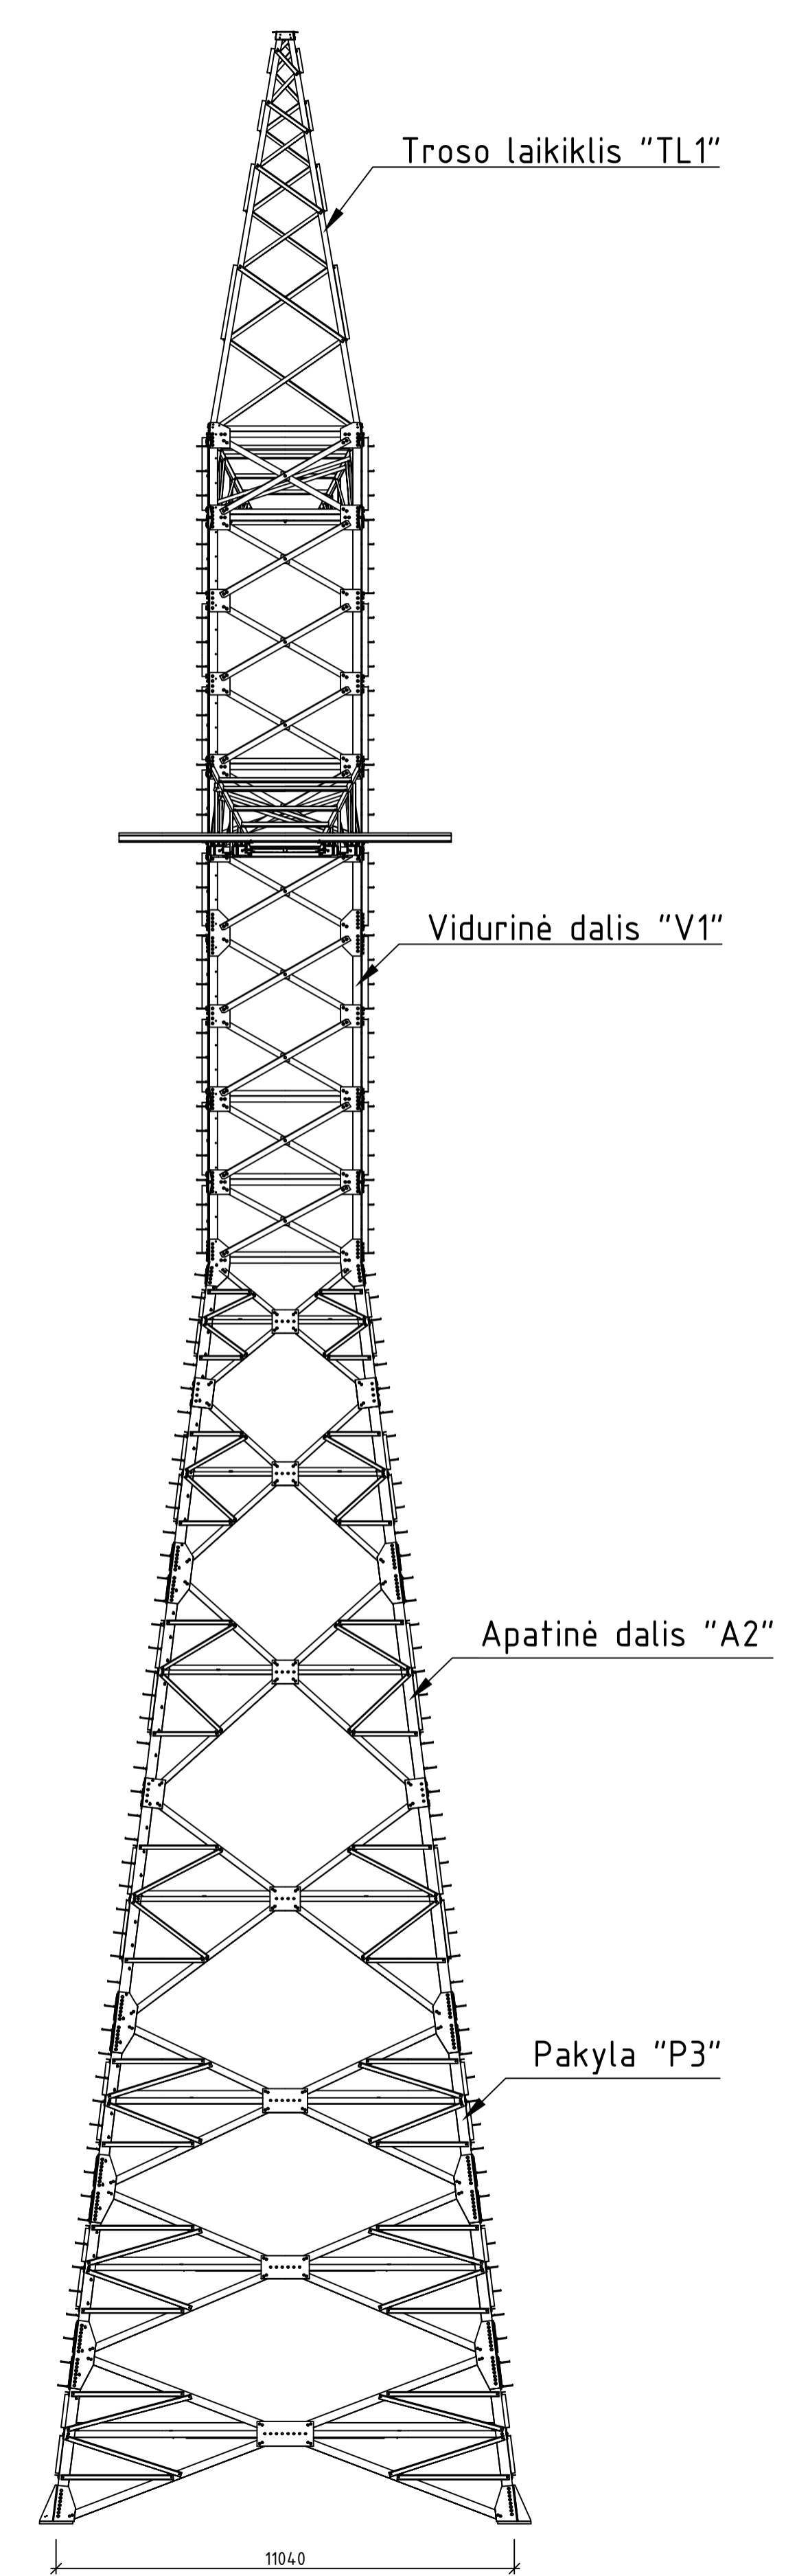 Troso laikiklis "TL1"
Vidurinė dalis "V1"
Apatinė dalis "A2"
Pakyla "P3"
11040